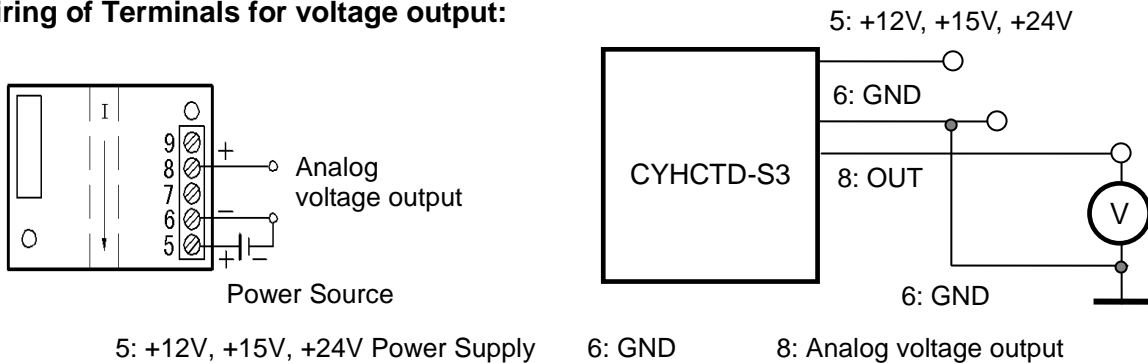 iring of Terminals for voltage output:
I
9
8
7
6
5
+
−
+
−
Analog
voltage output
Power Source
5: +12V, +15V, +24V
6: GND
CYHCTD-S3
8: OUT
V
6: GND
5: +12V, +15V, +24V Power Supply 6: GND 8: Analog voltage output